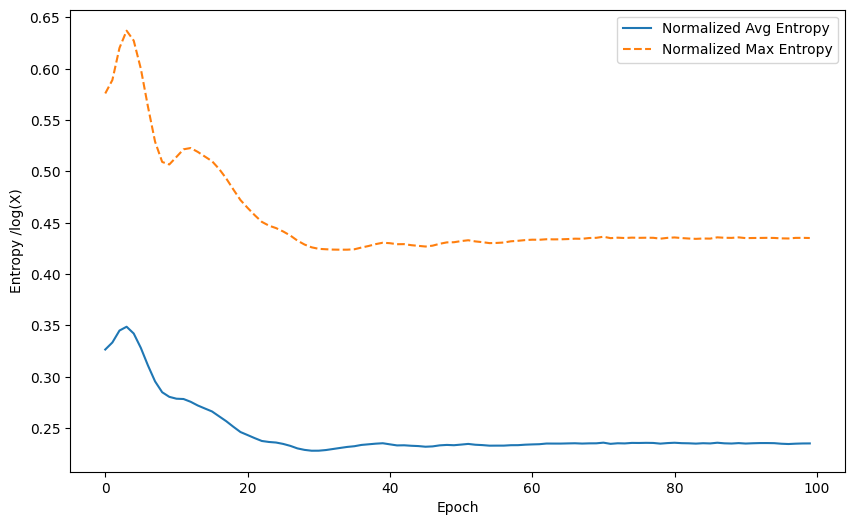 Normalized Avg Entropy
Normalized Max Entropy
Entropy /log(X)
0.65
0.60
0.55
0.50
0.45
0.40
0.35
0.30
0.25
0 20 40 60 80 100
Epoch